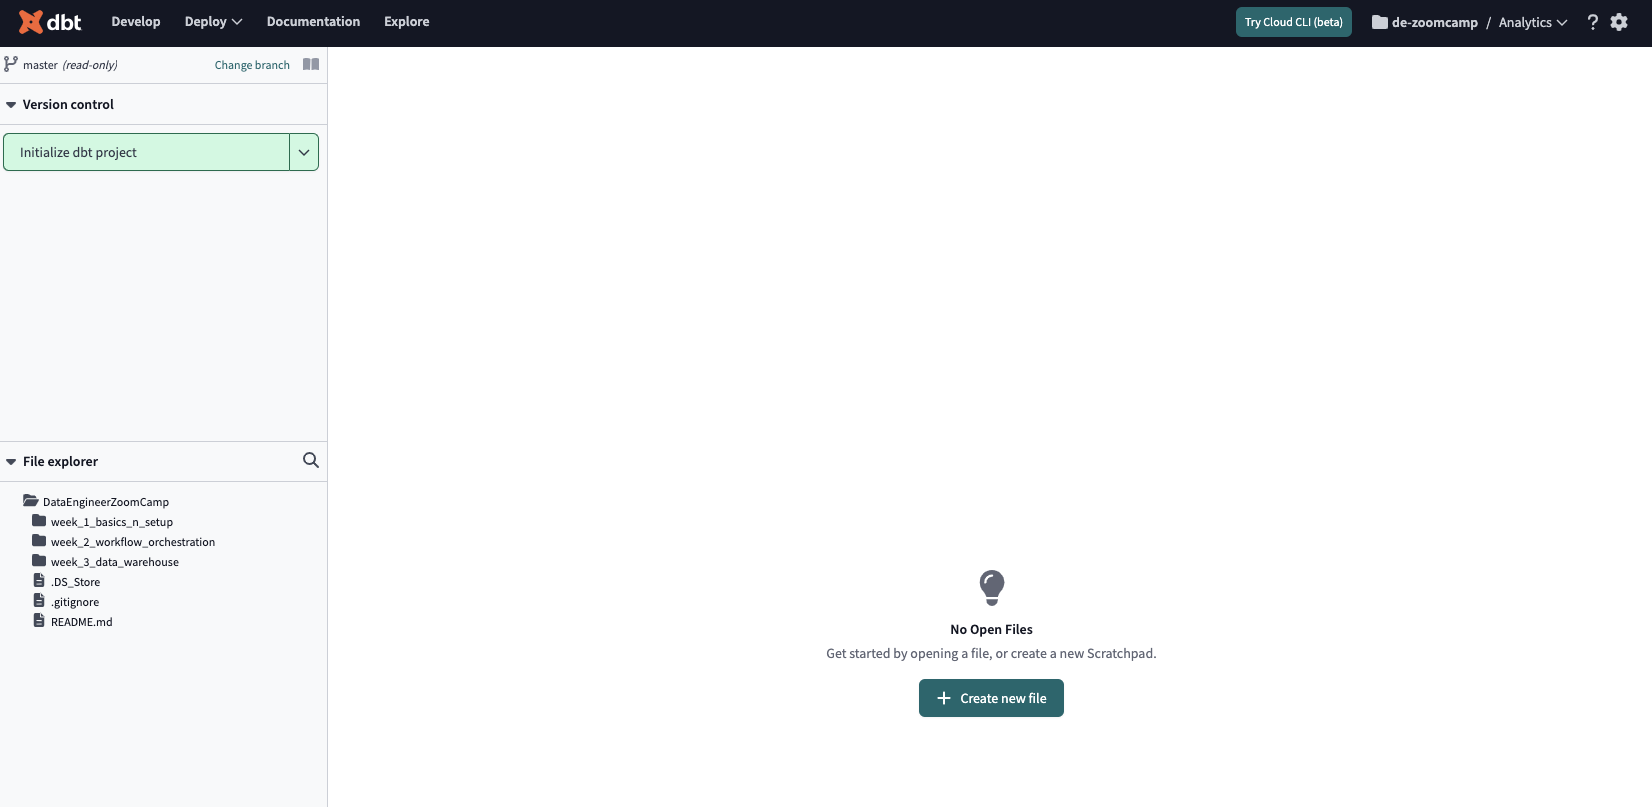 dbt Develop Deploy Documentation Explore Try Cloud CLI (beta) de-zoomcamp / Analytics ?
master (read-only) Change branch
Version control
Initialize dbt project
File explorer
DataEngineerZoomCamp
week_1_basics_n_setup
week_2_workflow_orchestration
week_3_data_warehouse
.DS_Store
.gitignore
README.md
No Open Files
Get started by opening a file, or create a new Scratchpad.
+ Create new file